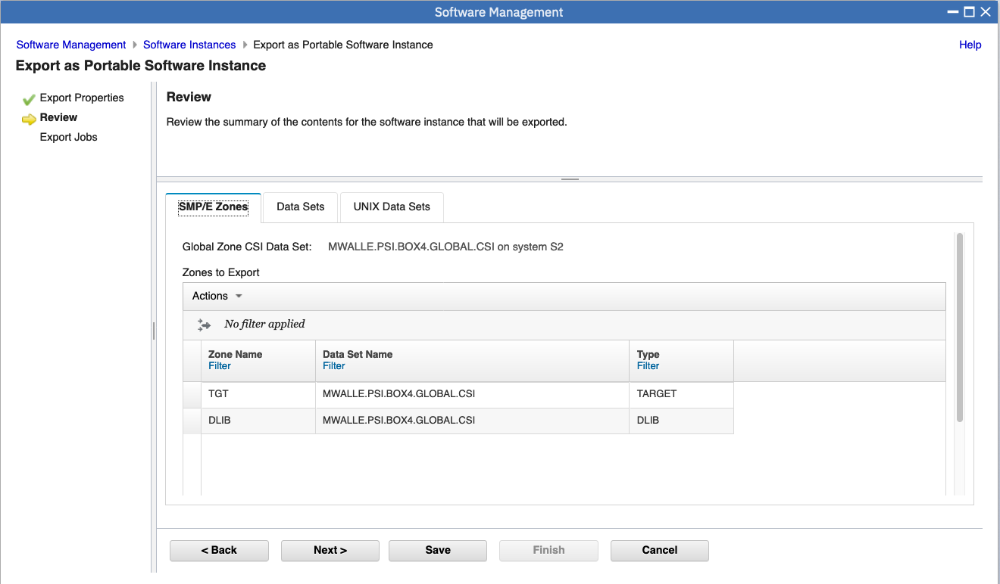 Software Management
Software Management Software Instances Export as Portable Software Instance Help
Export as Portable Software Instance
Export Properties
Review
Export Jobs
Review
Review the summary of the contents for the software instance that will be exported.
SMP/E Zones Data Sets UNIX Data Sets
Global Zone CSI Data Set: MWALLE.PSI.BOX4.GLOBAL.CSI on system S2
Zones to Export
Actions
No filter applied
Zone Name Data Set Name Type
Filter Filter Filter
TGT MWALLE.PSI.BOX4.GLOBAL.CSI TARGET
DLIB MWALLE.PSI.BOX4.GLOBAL.CSI DLIB
< Back Next > Save Finish Cancel